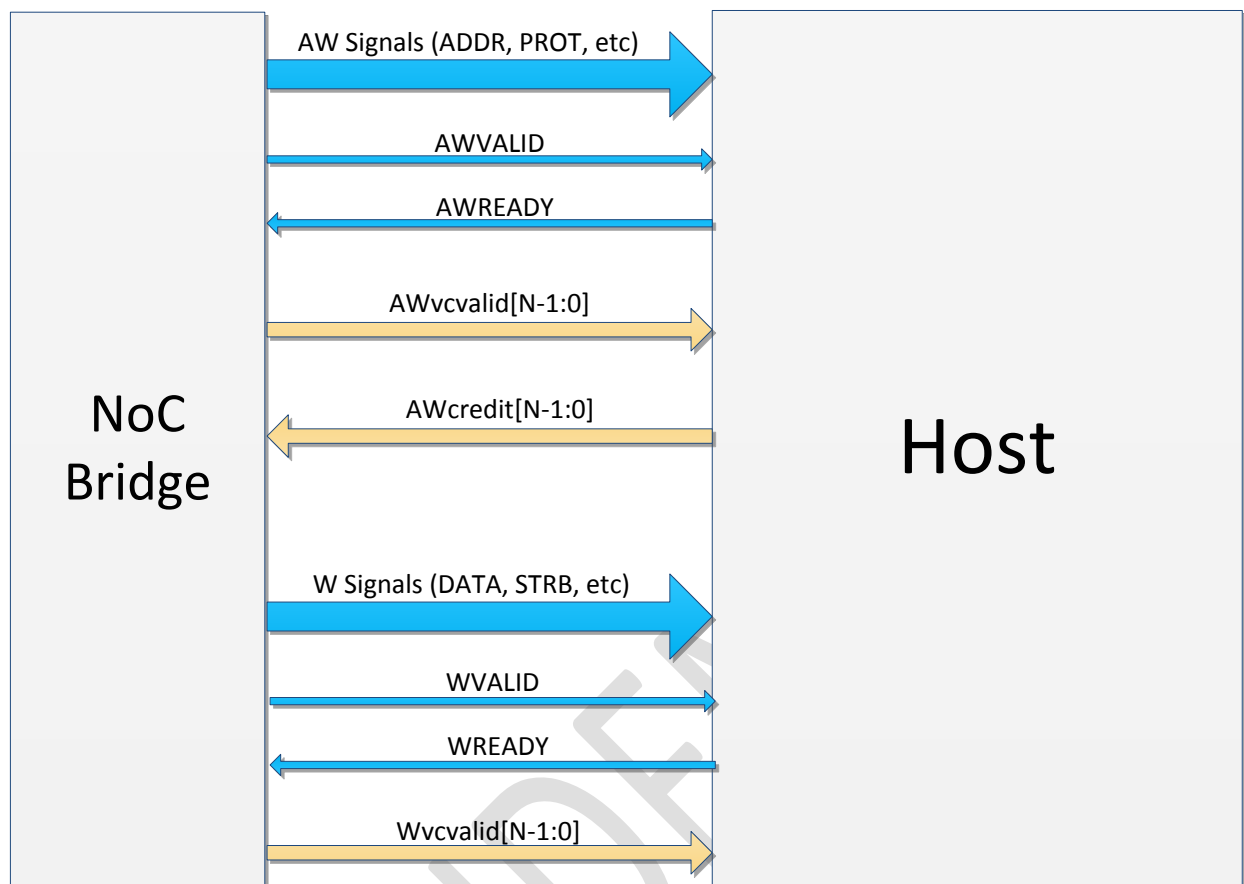 AW Signals (ADDR, PROT, etc)
AWVALID
AWREADY
AWvcvalid[N-1:0]
AWcredit[N-1:0]
NoC
Bridge
Host
W Signals (DATA, STRB, etc)
WVALID
WREADY
Wvcvalid[N-1:0]